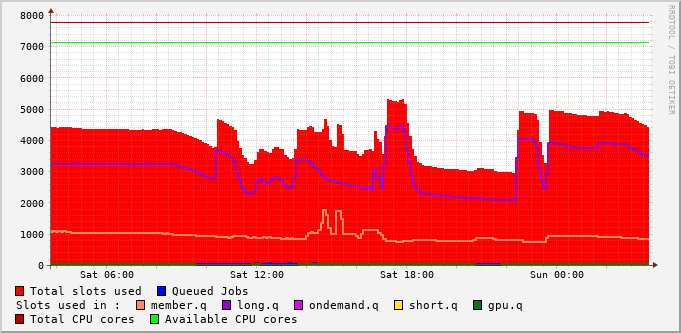 8000
7000
6000
5000
4000
3000
2000
1000
0
Sat 06:00 Sat 12:00 Sat 18:00 Sun 00:00
RRDTOOL / TOBI OETIKER
Total slots used Queued Jobs
Slots used in : member.q long.q ondemand.q short.q gpu.q
Total CPU cores Available CPU cores